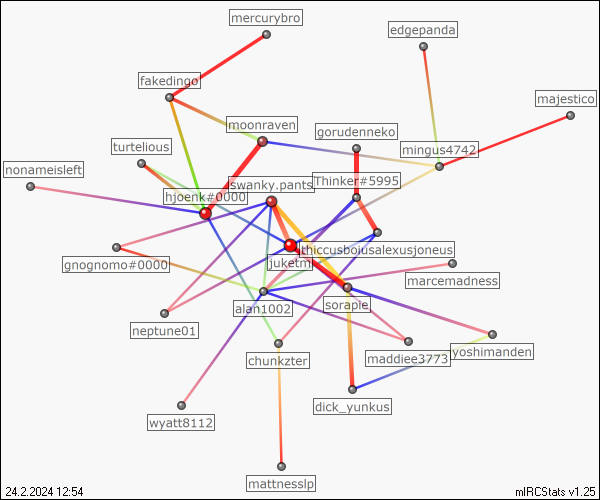 mercurybro
edgepanda
fakedingo
majestico
moonraven
gorudenneko
turtelious
mingus4742
nonameisleft
swanky.pants
Thinker#5995
hjoenk#0000
thiccusboiusalexusjoneus
gnognomo#0000
juketm
marcemadness
alan1002
sorapie
neptune01
chunkzter
maddiee3773
yoshimanden
dick_yunkus
wyatt8112
mattnesslp
24.2.2024 12:54
mIRCStats v1.25